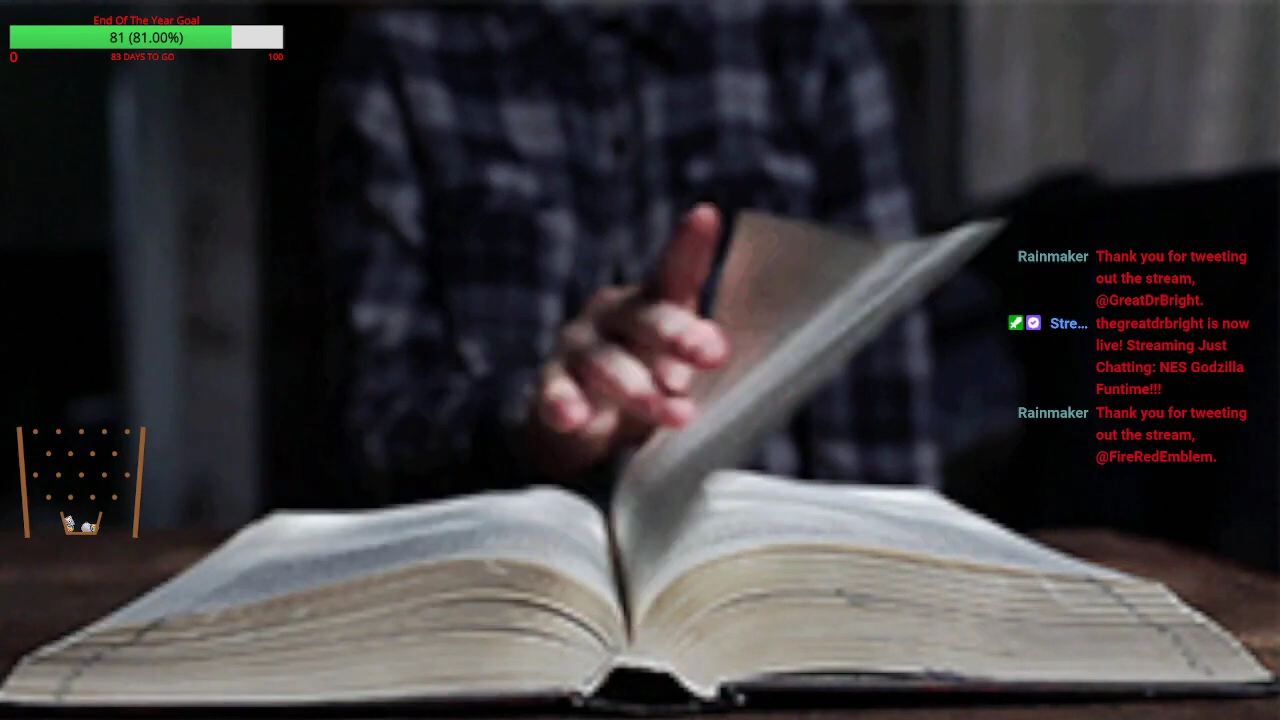 End Of The Year Goal
81 (81.00%)
0 83 DAYS TO GO 100
Rainmaker Thank you for tweeting
out the stream,
@GreatDrBright.
Stre... thegreatdrbright is now
live! Streaming Just
Chatting: NES Godzilla
Funtime!!!
Rainmaker Thank you for tweeting
out the stream,
@FireRedEmblem.